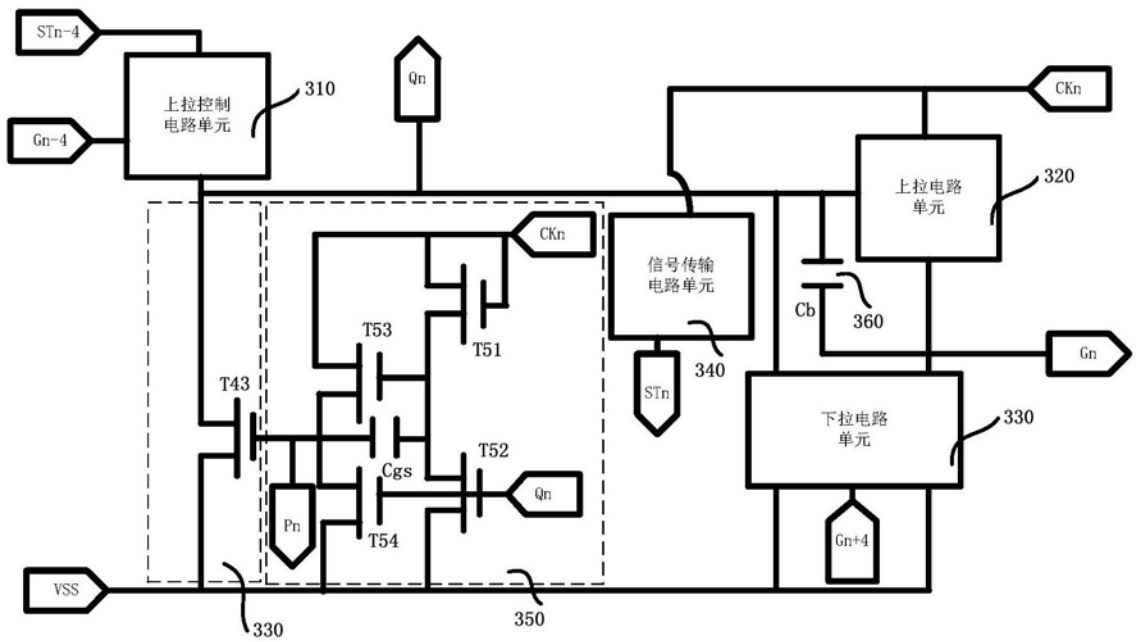 STn-4
上拉控制
电路单元
310
Gn-4
Qn
CKn
上拉电路
单元
320
CKn
信号传输
电路单元
340
STn
Cb
360
Gn
T53
T51
T43
Cgs
T52
Qn
Pn
T54
下拉电路
单元
330
Gn+4
VSS
330
350